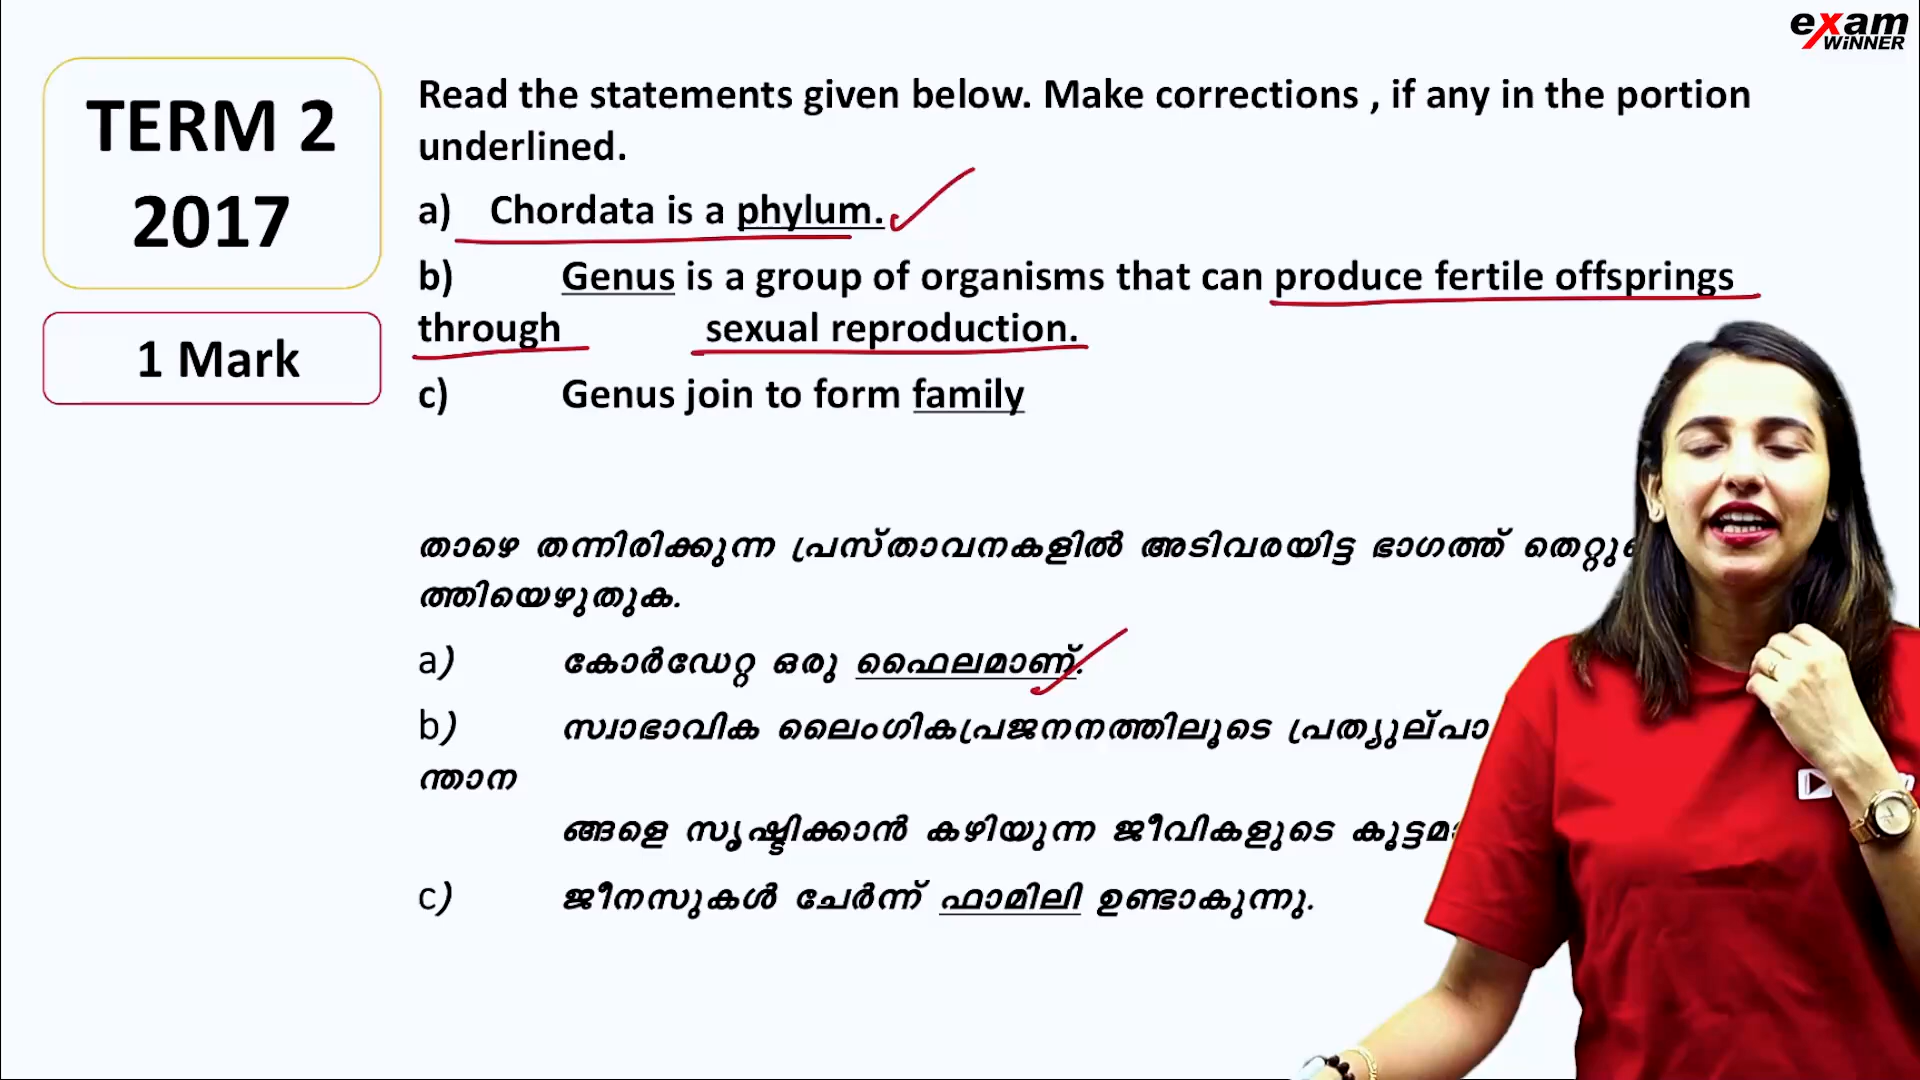 exam
WiNNER
TERM 2
2017
1 Mark
Read the statements given below. Make corrections , if any in the portion
underlined.
a) Chordata is a phylum.
b) Genus is a group of organisms that can produce fertile offsprings
through sexual reproduction.
c) Genus join to form family
താഴെ തന്നിരിക്കുന്ന പ്രസ്താവനകളിൽ അടിവരയിട്ട ഭാഗത്ത്
ത്തിയെഴുതുക.
a) കോർഡേറ്റ ഒരു ഫൈലമാണ്.
b) സ്വാഭാവിക ലൈംഗികപ്രജനനത്തിലൂടെ
ന്താന
ങ്ങളെ സൃഷ്ടിക്കാൻ കഴിയുന്ന ജീവികളുടെ
c) ജീനസുകൾ ചേർന്ന് ഫാമിലി ഉണ്ടാകുന്നു.